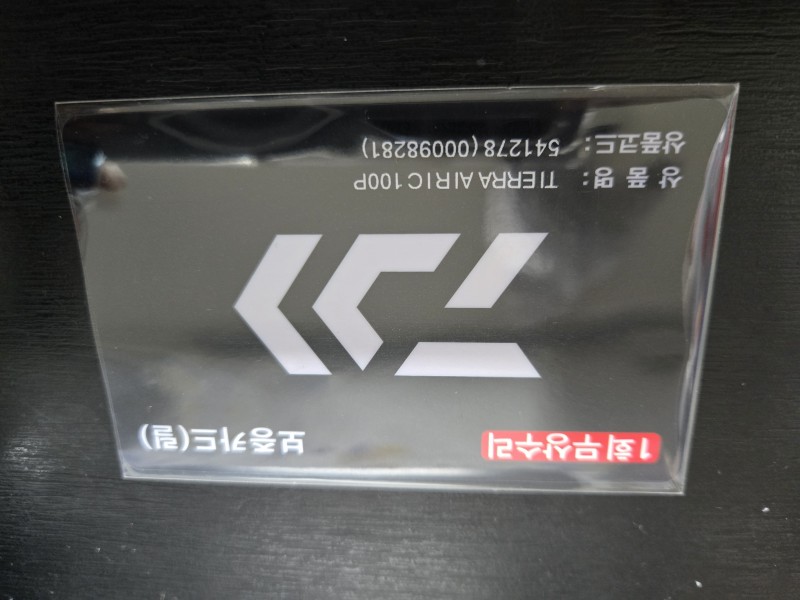 1회 무상수리 보증카드(릴)
상 품 명 : TIERRA AIR IC 100P
상품코드 : 541278 (00098281)